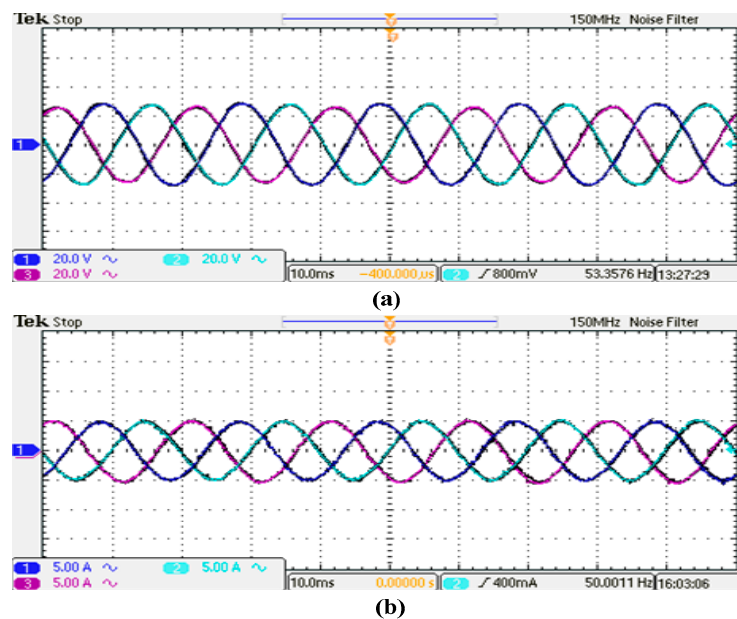 Tek Stop 150MHz Noise Filter
1
1 20.0 V 2 20.0 V
3 20.0 V 10.0ms -400.000µs 2 800mV 53.3576 Hz 13:27:29
(a)
Tek Stop 150MHz Noise Filter
1
1 5.00 A 2 5.00 A
3 5.00 A 10.0ms 0.00000 s 2 400mA 50.0011 Hz 16:03:06
(b)